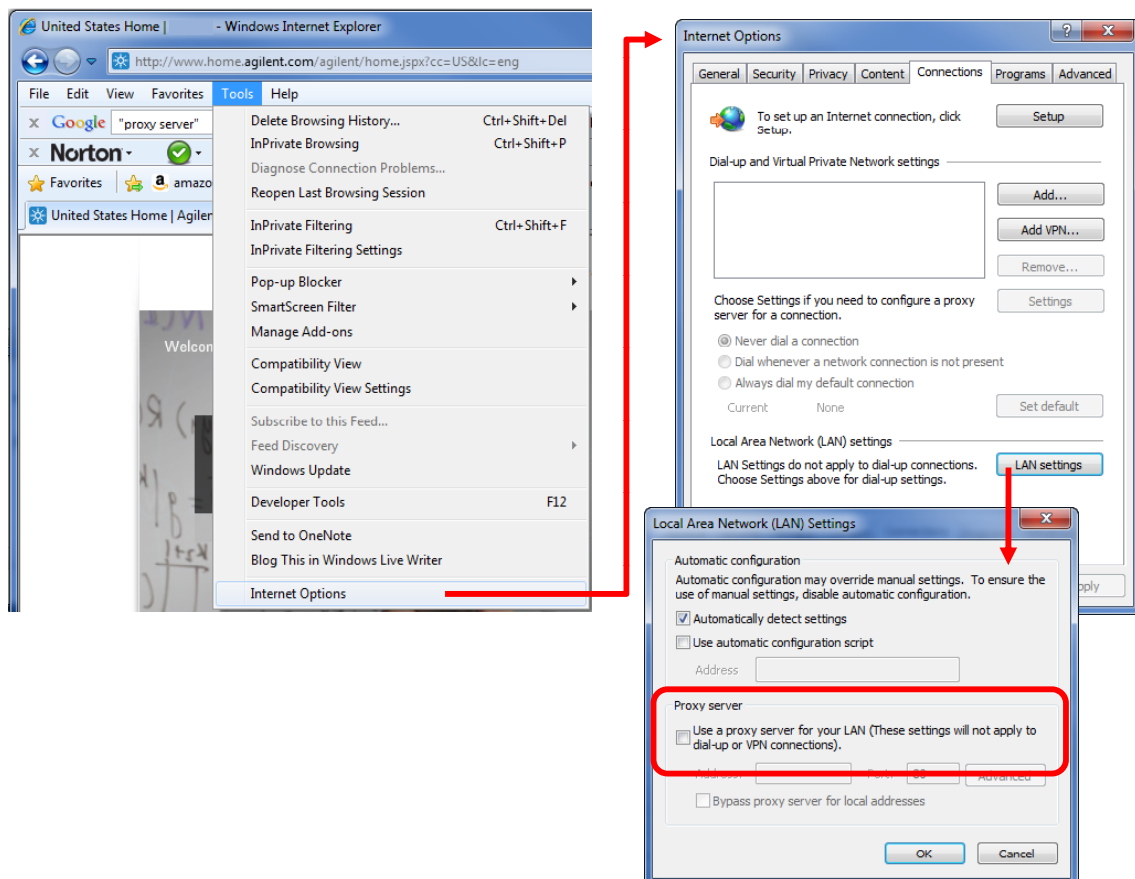 United States Home | - Windows Internet Explorer
http://www.home.agilent.com/agilent/home.jspx?cc=US&lc=eng
File Edit View Favorites Tools Help
x Google "proxy server"
x Norton
Favorites a amazo
United States Home | Agiler
Welcon
Delete Browsing History... Ctrl+Shift+Del
InPrivate Browsing Ctrl+Shift+P
Diagnose Connection Problems...
Reopen Last Browsing Session
InPrivate Filtering Ctrl+Shift+F
InPrivate Filtering Settings
Pop-up Blocker
SmartScreen Filter
Manage Add-ons
Compatibility View
Compatibility View Settings
Subscribe to this Feed...
Feed Discovery
Windows Update
Developer Tools F12
Send to OneNote
Blog This in Windows Live Writer
Internet Options
Internet Options
General Security Privacy Content Connections Programs Advanced
To set up an Internet connection, click
Setup.
Setup
Dial-up and Virtual Private Network settings
Add...
Add VPN...
Remove...
Choose Settings if you need to configure a proxy
server for a connection.
Settings
Never dial a connection
Dial whenever a network connection is not present
Always dial my default connection
Current None Set default
Local Area Network (LAN) settings
LAN Settings do not apply to dial-up connections.
Choose Settings above for dial-up settings.
LAN settings
pply
Local Area Network (LAN) Settings
Automatic configuration
Automatic configuration may override manual settings. To ensure the
use of manual settings, disable automatic configuration.
Automatically detect settings
Use automatic configuration script
Address
Proxy server
Use a proxy server for your LAN (These settings will not apply to
dial-up or VPN connections).
Advanced
Bypass proxy server for local addresses
OK Cancel